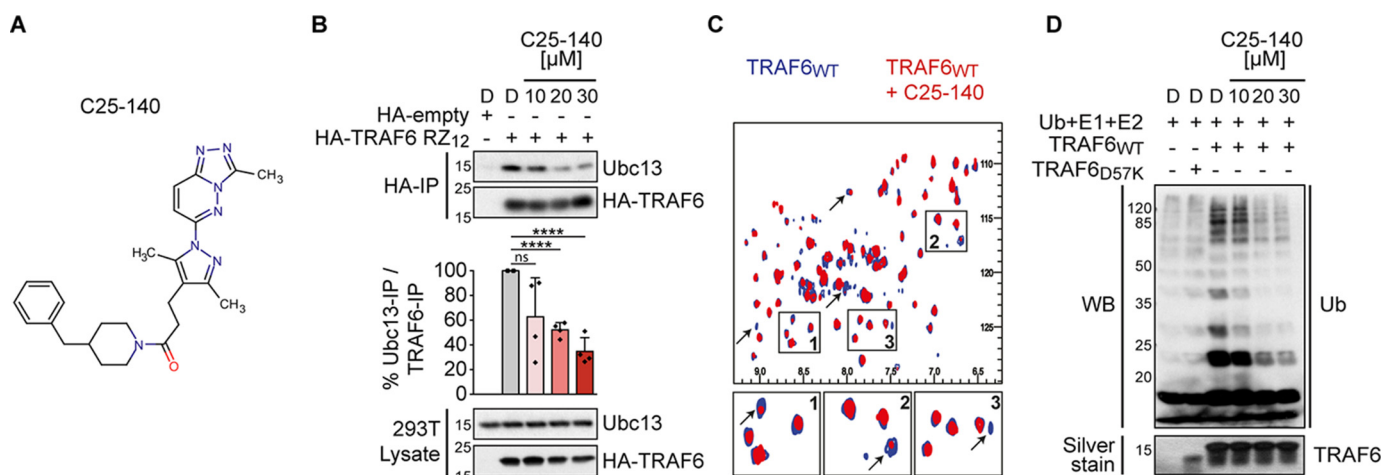 A
C25-140
N
N
N
N
N
CH3
N
N
H3C
CH3
N
O
B
C25-140
[µM]
D D 10 20 30
HA-empty + - - - -
HA-TRAF6 RZ12 - + + + +
HA-IP
15 Ubc13
25
15
HA-TRAF6
% Ubc13-IP /
TRAF6-IP
100
80
60
40
20
0
****
****
ns
293T
Lysate
15 Ubc13
25
15
HA-TRAF6
C
TRAF6WT
TRAF6WT
+ C25-140
110
115
120
125
9,0 8,5 8,0 7,5 7,0 6,5
1
2
3
1
2
3
D
C25-140
[µM]
D D D 10 20 30
Ub+E1+E2 + + + + + +
TRAF6WT - - + + + +
TRAF6D57K - + - - - -
WB
120
85
50
35
25
20
Ub
Silver
stain
15 TRAF6